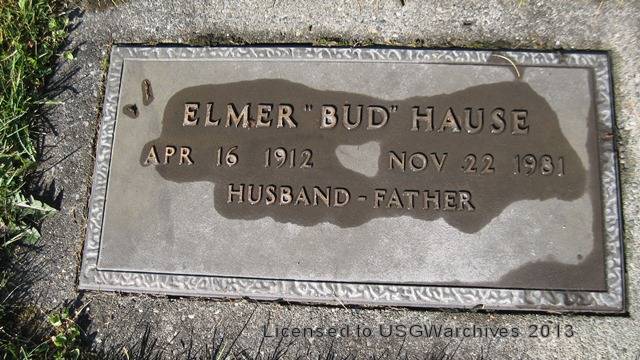 ELMER "BUD" HAUSE
APR 16 1912 NOV 22 1981
HUSBAND - FATHER
Licensed to USGWarchives 2013